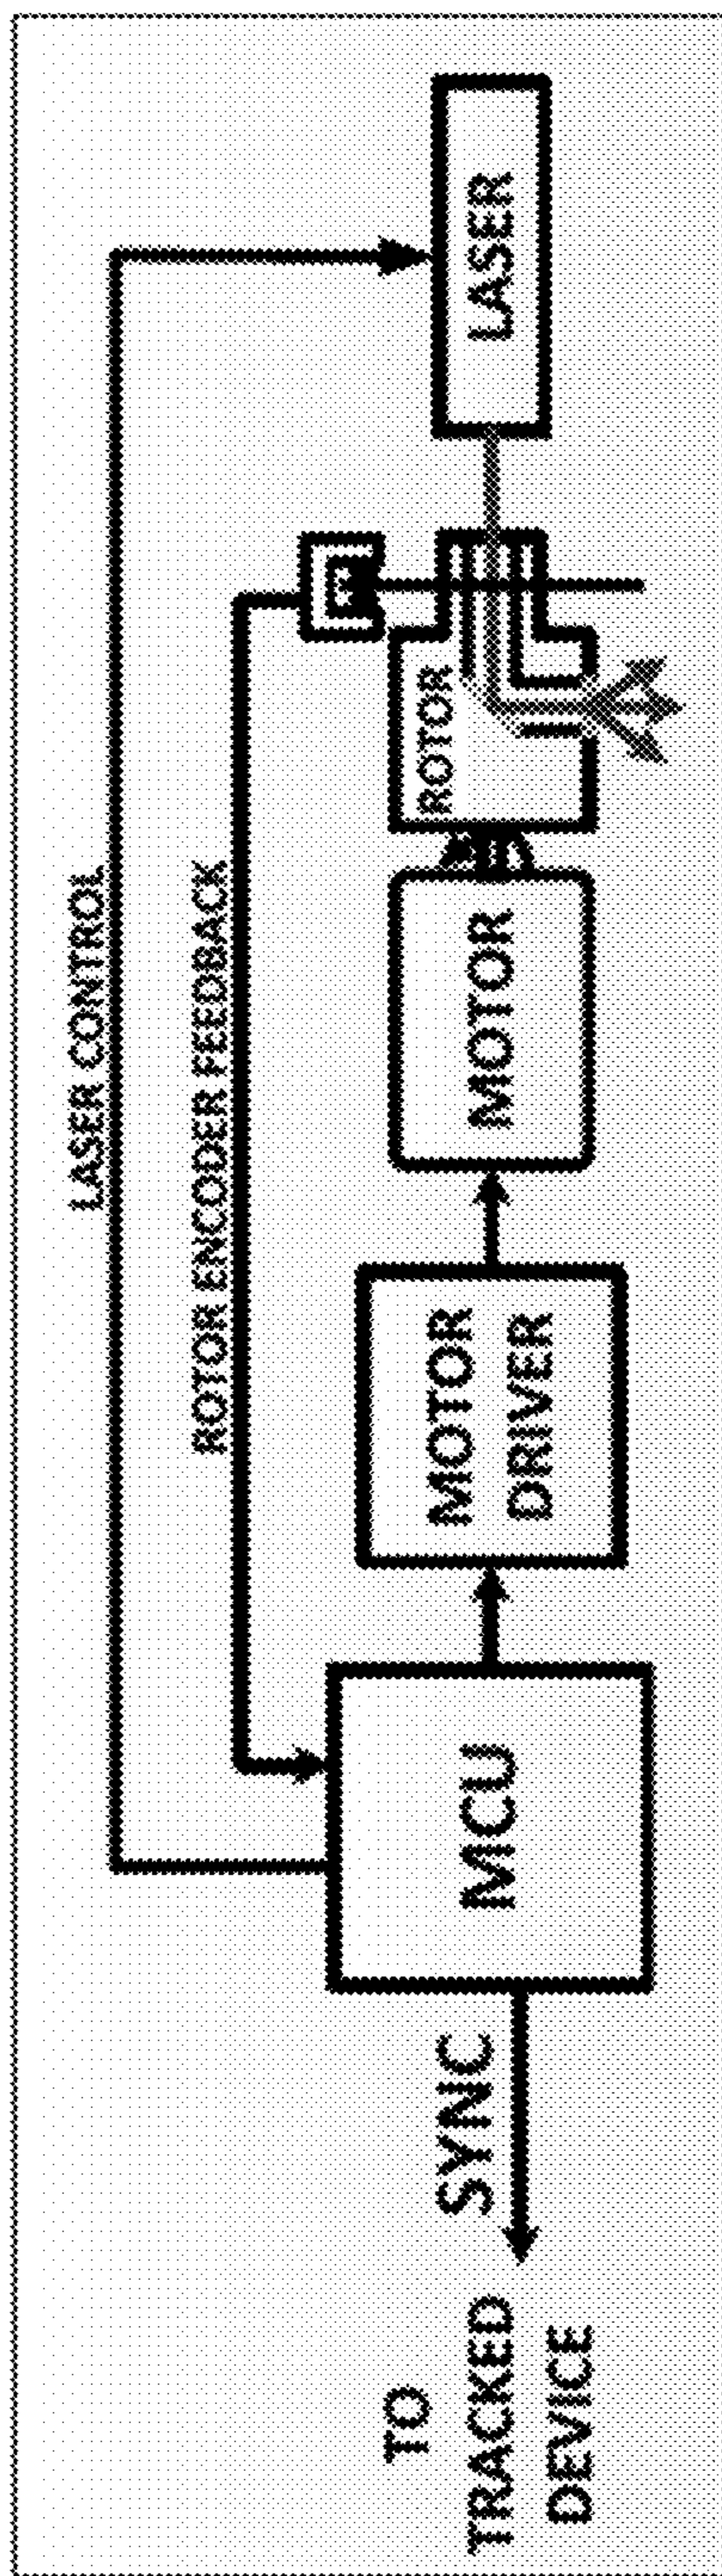 LASER CONTROL
ROTOR ENCODER FEEDBACK
TO
TRACKED
DEVICE
SYNC
MCU
MOTOR
DRIVER
MOTOR
ROTOR
LASER